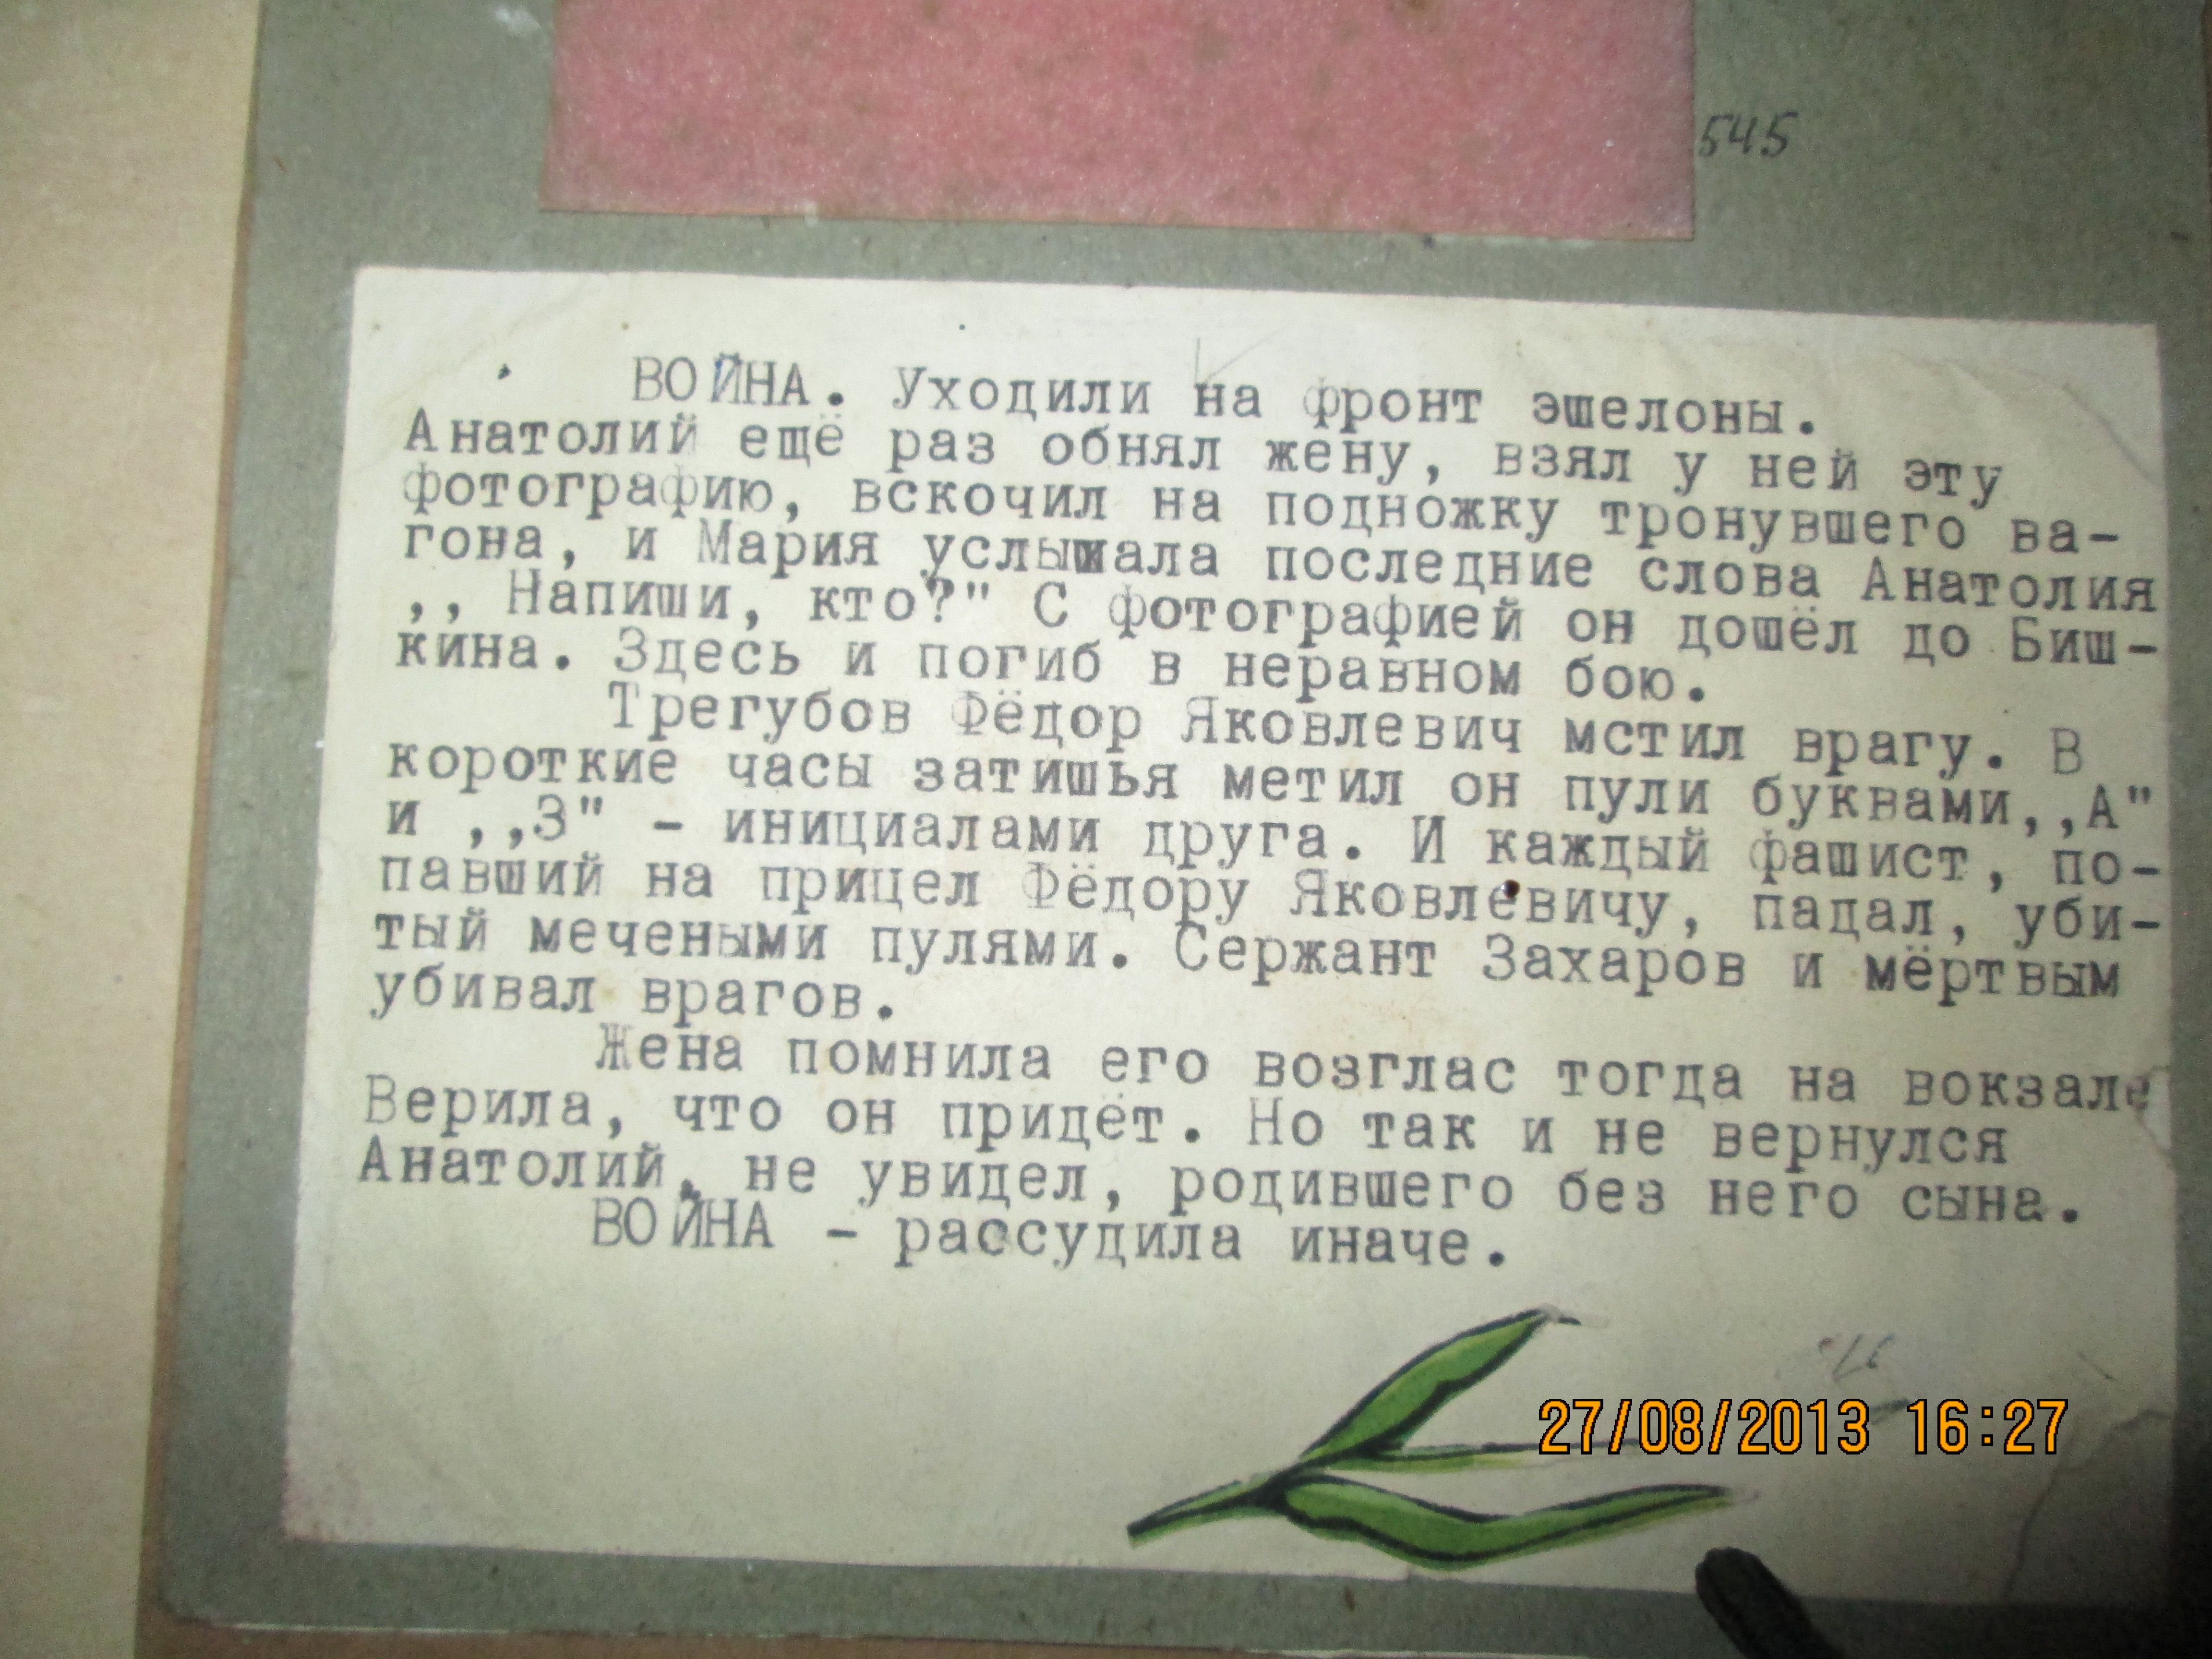 545
ВОЙНА. Уходили на фронт эшелоны.
Анатолий ещё раз обнял жену, взял у ней эту
фотографию, вскочил на подножку тронувшего ва-
гона, и Мария услышала последние слова Анатолия
,, Напиши, кто?" С фотографией он дошёл до Биш-
кина. Здесь и погиб в неравном бою.
Трегубов Фёдор Яковлевич мстил врагу. В
короткие часы затишья метил он пули буквами,,А"
и ,,З" - инициалами друга. И каждый фашист, по-
павший на прицел Фёдору Яковлевичу, падал, уби-
тый мечеными пулями. Сержант Захаров и мёртвым
убивал врагов.
Жена помнила его возглас тогда на вокзале
Верила, что он придёт. Но так и не вернулся
Анатолий, не увидел, родившего без него сына.
ВОЙНА - рассудила иначе.
27/08/2013 16:27